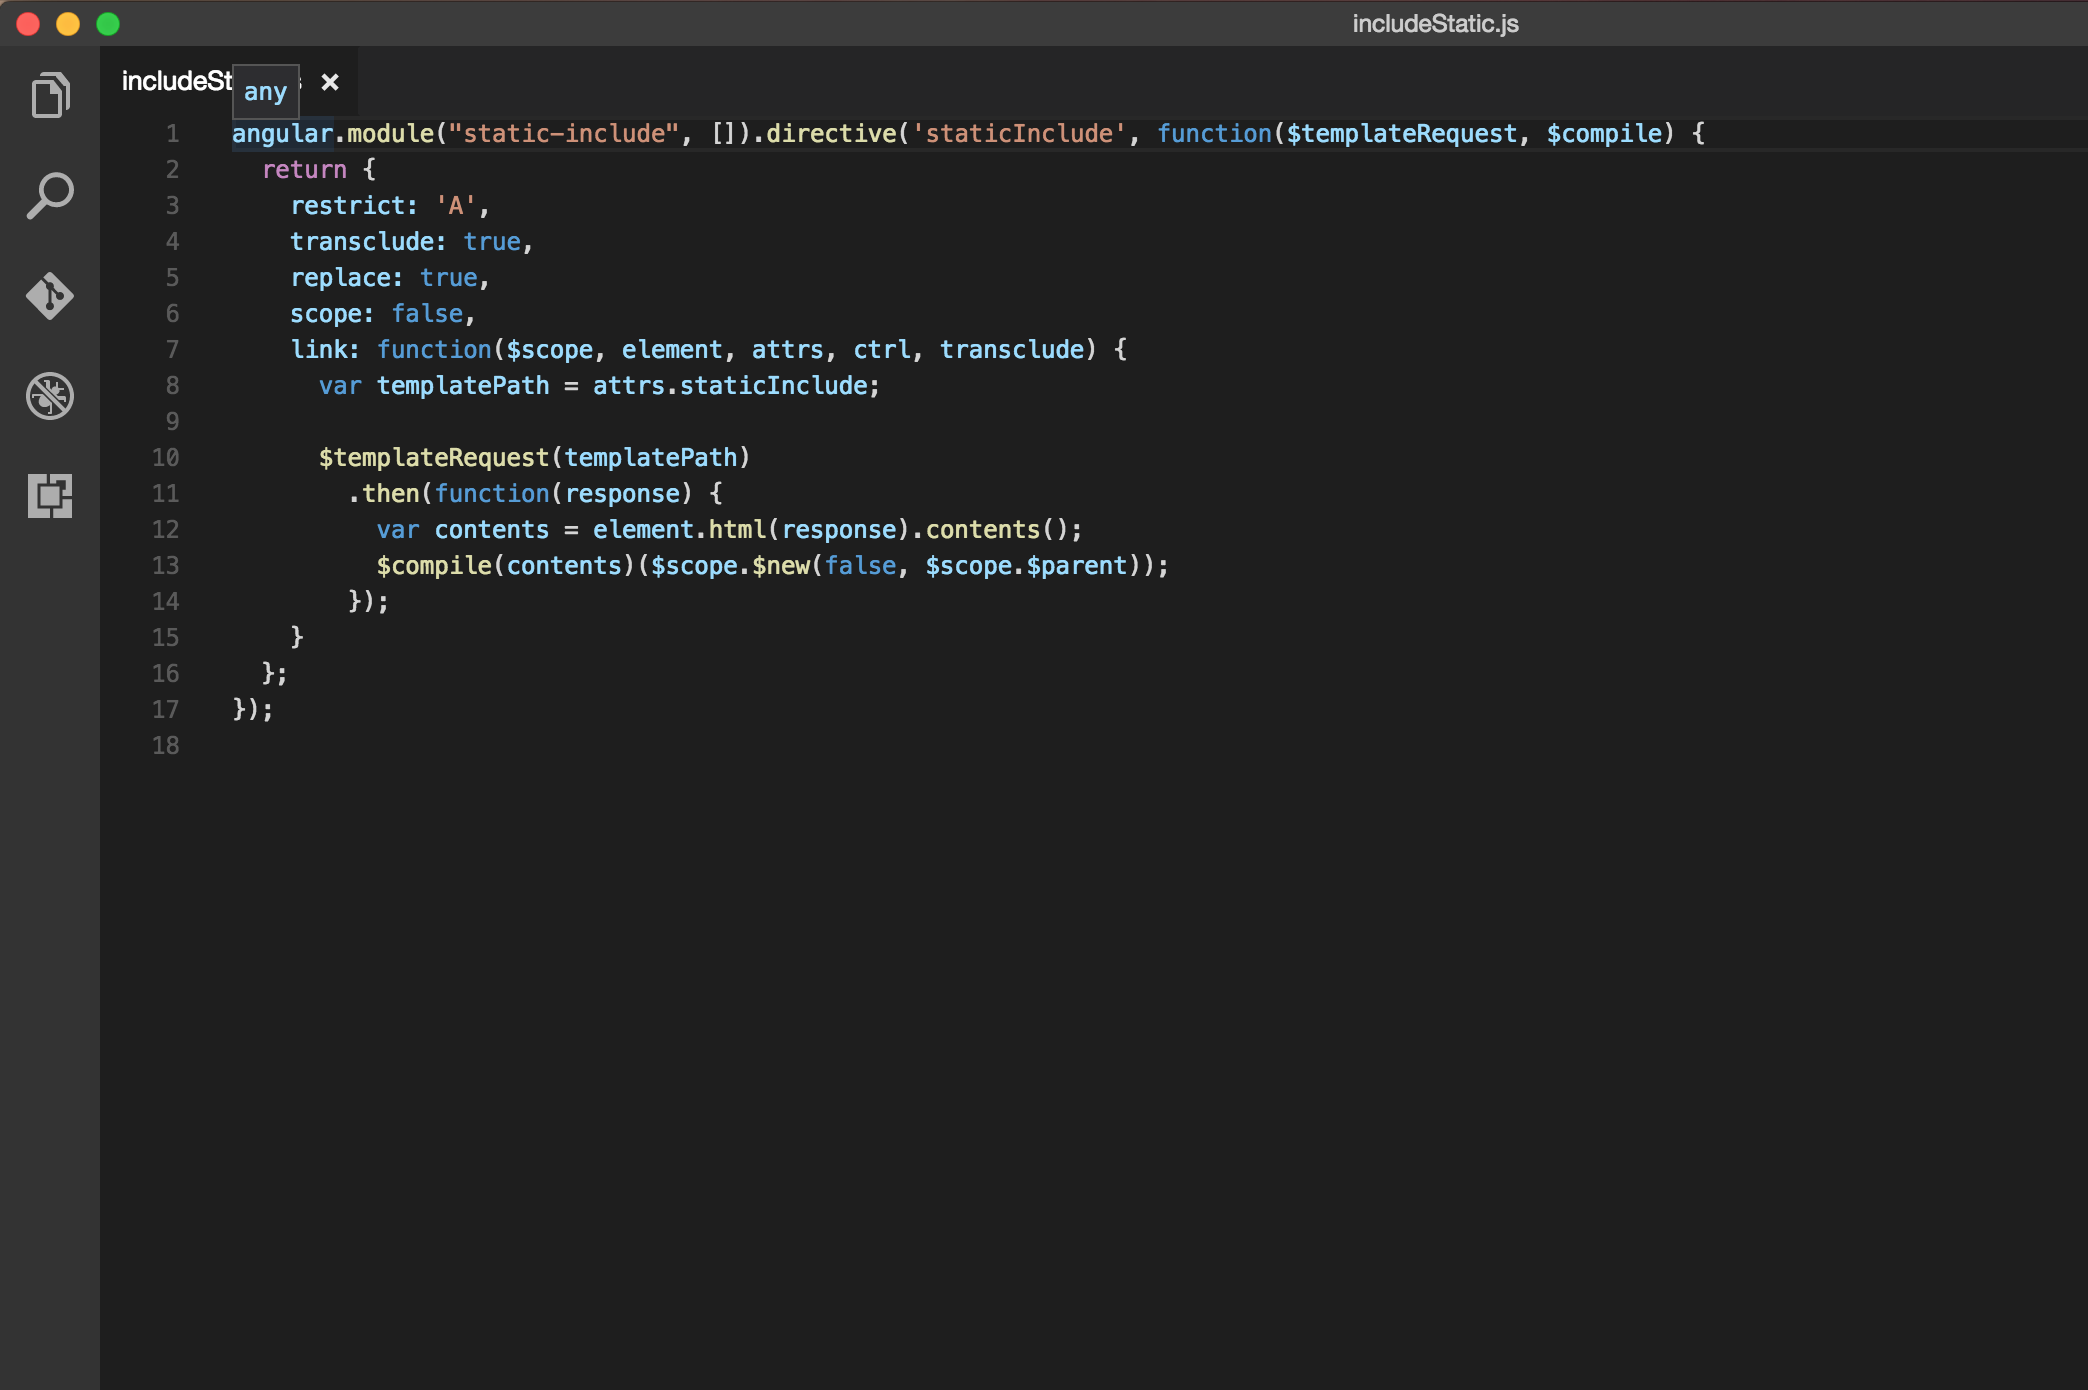 includeStatic.js
includeSt
any
1 angular.module("static-include", []).directive('staticInclude', function($templateRequest, $compile) {
2   return {
3     restrict: 'A',
4     transclude: true,
5     replace: true,
6     scope: false,
7     link: function($scope, element, attrs, ctrl, transclude) {
8       var templatePath = attrs.staticInclude;
9
10       $templateRequest(templatePath)
11         .then(function(response) {
12           var contents = element.html(response).contents();
13           $compile(contents)($scope.$new(false, $scope.$parent));
14         });
15     }
16   };
17 });
18